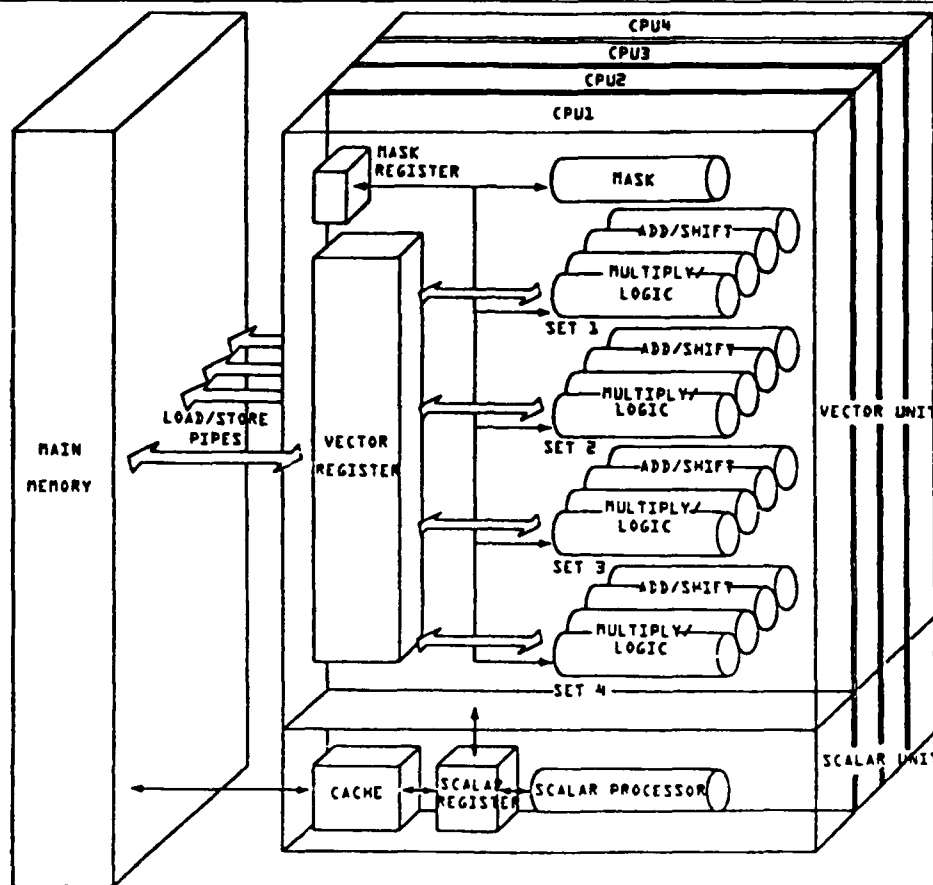 CPU4
CPU3
CPU2
CPU1
MASK
REGISTER
MASK
ADD/SHIFT
MULTIPLY/
LOGIC
SET 1
ADD/SHIFT
MULTIPLY/
LOGIC
SET 2
ADD/SHIFT
MULTIPLY/
LOGIC
SET 3
ADD/SHIFT
MULTIPLY/
LOGIC
SET 4
LOAD/STORE
PIPES
VECTOR
REGISTER
MAIN
MEMORY
VECTOR UNIT
SCALAR UNIT
CACHE
SCALAR
REGISTER
SCALAR PROCESSOR